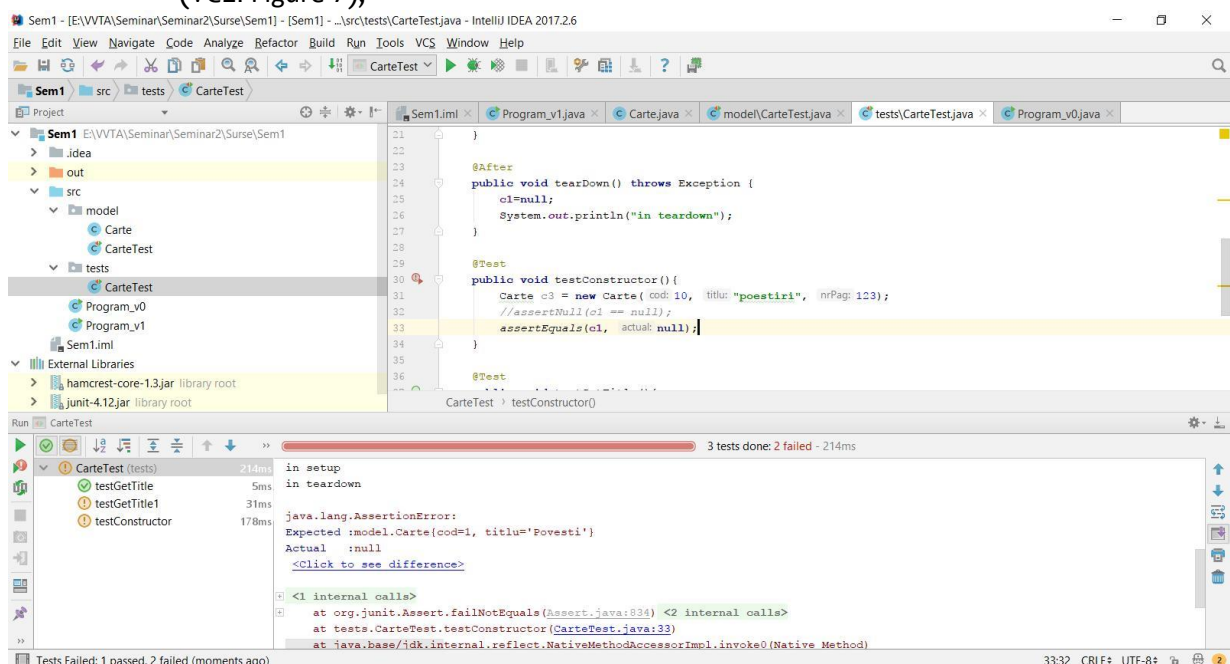 (VCL. Figure 7),
Sem1 - [E:\VVTA\Seminar\Seminar2\Surse\Sem1] - [Sem1] - ...\src\tests\CarteTest.java - IntelliJ IDEA 2017.2.6
File Edit View Navigate Code Analyze Refactor Build Run Tools VCS Window Help
CarteTest
Sem1 src tests CarteTest
Project
Sem1.iml Program_v1.java Carte.java model\CarteTest.java tests\CarteTest.java Program_v0.java
Sem1 E:\VVTA\Seminar\Seminar2\Surse\Sem1
.idea
out
src
model
Carte
CarteTest
tests
CarteTest
Program_v0
Program_v1
Sem1.iml
External Libraries
hamcrest-core-1.3.jar library root
junit-4.12.jar library root
21 }
22
23 @After
24 public void tearDown() throws Exception {
25 c1=null;
26 System.out.println("in teardown");
27 }
28
29 @Test
30 public void testConstructor(){
31 Carte c3 = new Carte( cod: 10, titlu: "poestiri", nrPag: 123);
32 //assertNull(c1 == null);
33 assertEquals(c1, actual: null);
34 }
35
36 @Test
CarteTest > testConstructor()
Run CarteTest
3 tests done: 2 failed - 214ms
CarteTest (tests) 214ms
testGetTitle 5ms
testGetTitle1 31ms
testConstructor 178ms
in setup
in teardown
java.lang.AssertionError:
Expected :model.Carte{cod=1, titlu='Povesti'}
Actual :null
<Click to see difference>
<1 internal calls>
at org.junit.Assert.failNotEquals(Assert.java:834) <2 internal calls>
at tests.CarteTest.testConstructor(CarteTest.java:33)
at java.base/jdk.internal.reflect.NativeMethodAccessorImpl.invoke0(Native Method)
Tests Failed: 1 passed, 2 failed (moments ago)
33:32 CRLF UTF-8 2